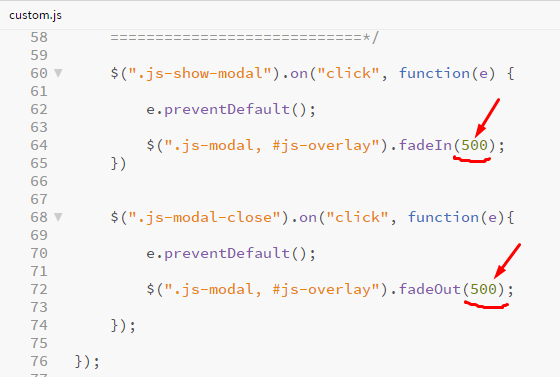 custom.js
58 ============================*/
59
60 $(".js-show-modal").on("click", function(e) {
61
62 e.preventDefault();
63
64 $(".js-modal, #js-overlay").fadeIn(500);
65 })
66
67
68 $(".js-modal-close").on("click", function(e){
69
70 e.preventDefault();
71
72 $(".js-modal, #js-overlay").fadeOut(500);
73
74 });
75
76 });